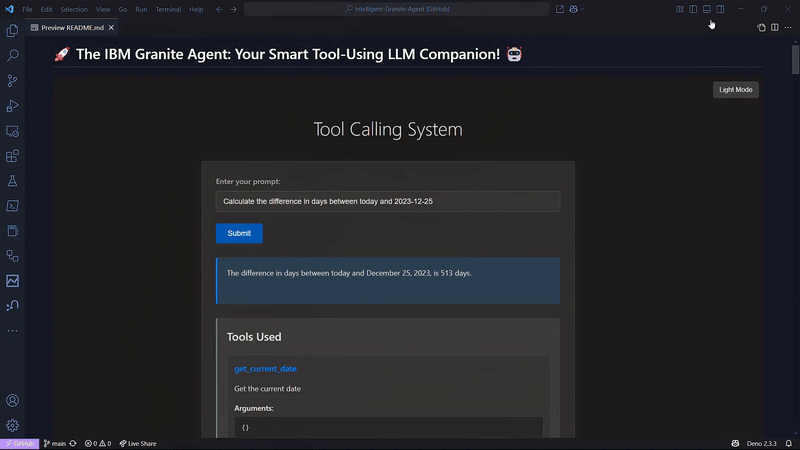 File Edit Selection View Go Run Terminal Help Intelligent-Granite-Agent [GitHub]
Preview README.md
🚀 The IBM Granite Agent: Your Smart Tool-Using LLM Companion! 🤖
Light Mode
Tool Calling System
Enter your prompt:
Calculate the difference in days between today and 2023-12-25
Submit
The difference in days between today and December 25, 2023, is 513 days.
Tools Used
get_current_date
Get the current date
Arguments:
{}
GitHub main 0 0 Live Share Deno 2.3.3